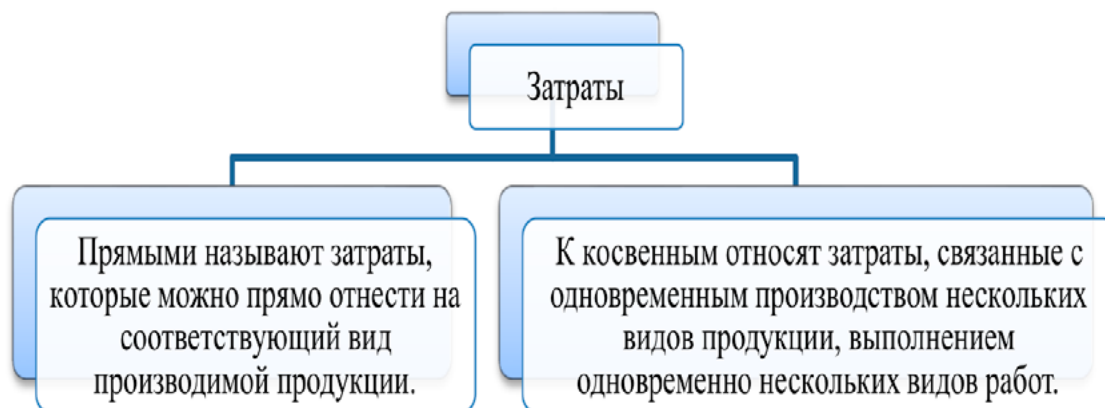 Затраты
Прямыми называют затраты,
которые можно прямо отнести на
соответствующий вид
производимой продукции.
К косвенным относят затраты, связанные с
одновременным производством нескольких
видов продукции, выполнением
одновременно нескольких видов работ.